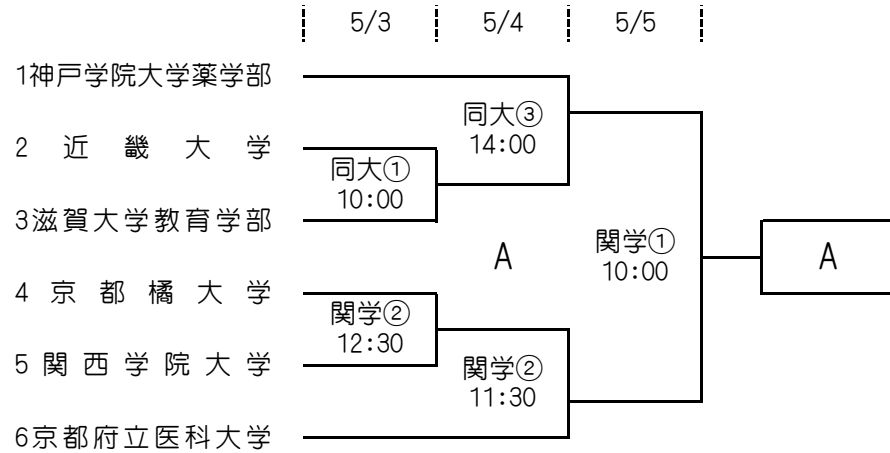 5/3 5/4 5/5
1神戸学院大学薬学部
同大③
14:00
2 近畿大学
同大①
10:00
3滋賀大学教育学部
関学①
10:00
A
A
4京都橘大学
関学②
12:30
5関西学院大学
関学②
11:30
6京都府立医科大学